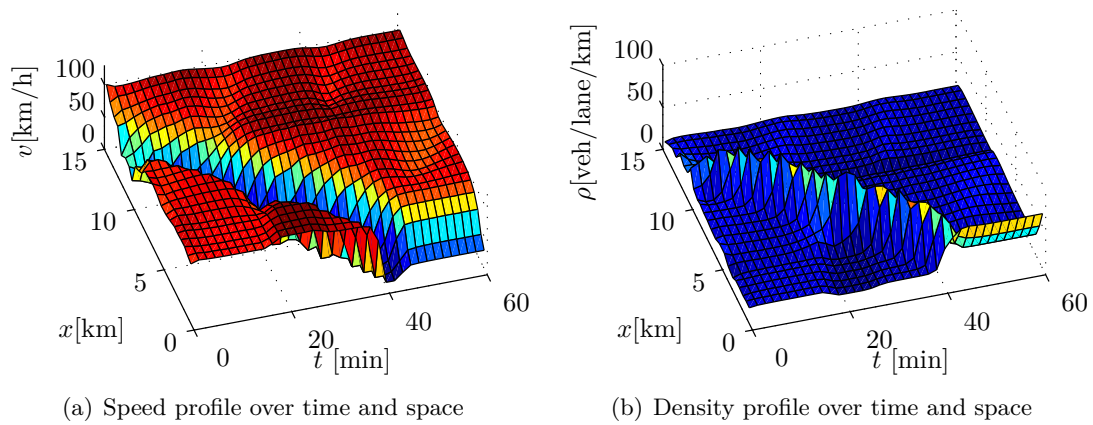 v[km/h]
100
50
0
15
10
5
0
x[km]
0
20
40
60
t [min]
(a) Speed profile over time and space
ρ[veh/lane/km]
100
50
0
15
10
5
0
x[km]
0
20
40
60
t [min]
(b) Density profile over time and space